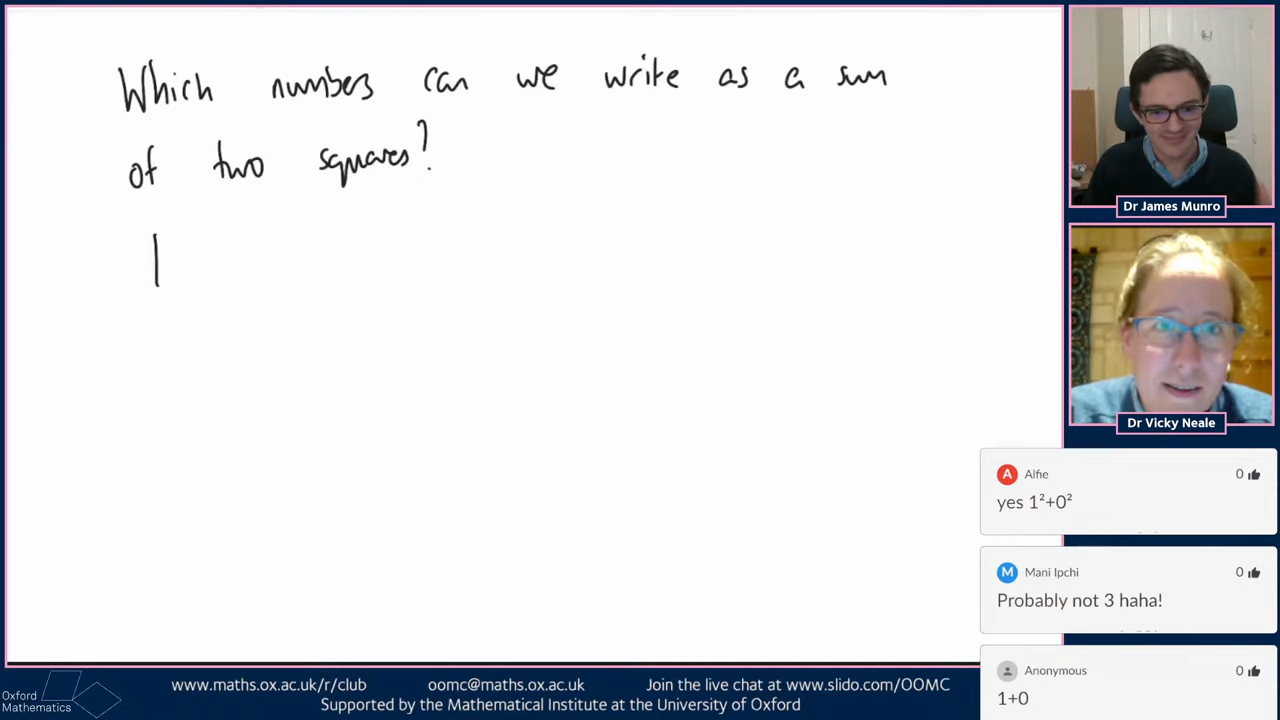 Which numbers can we write as a sum
of two squares?
1
Dr James Munro
Dr Vicky Neale
A Alfie 0
yes 1²+0²
M Mani Ipchi 0
Probably not 3 haha!
Anonymous 0
1+0
Oxford
Mathematics
www.maths.ox.ac.uk/r/club oomc@maths.ox.ac.uk Join the live chat at www.slido.com/OOMC
Supported by the Mathematical Institute at the University of Oxford